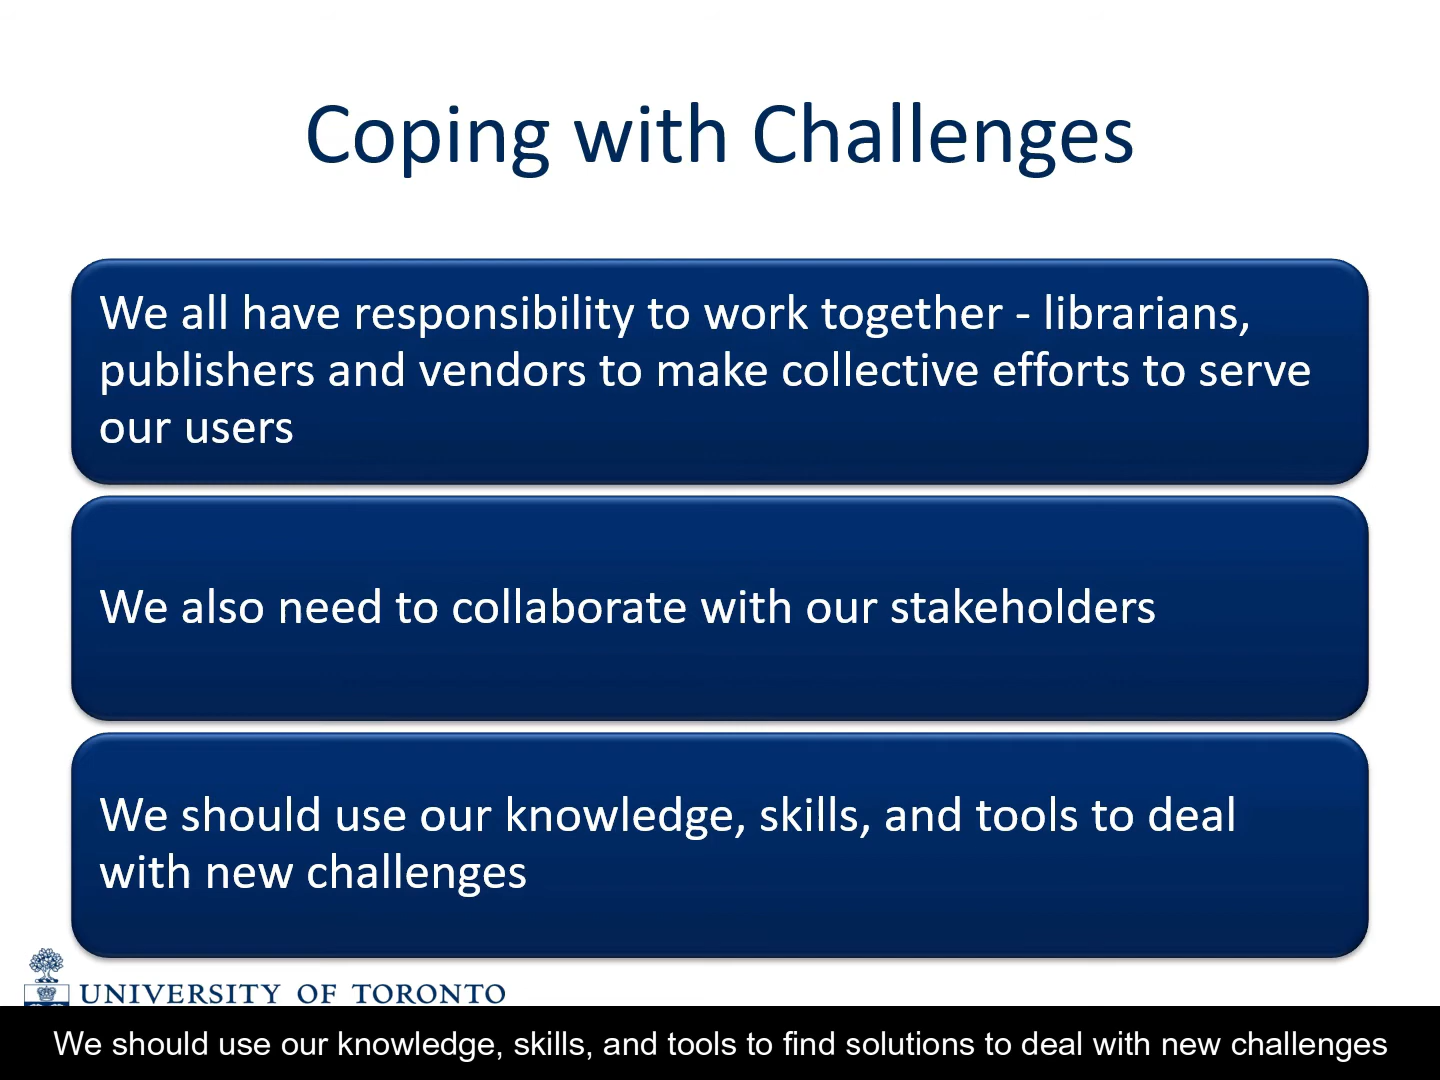 Coping with Challenges
We all have responsibility to work together - librarians,
publishers and vendors to make collective efforts to serve
our users
We also need to collaborate with our stakeholders
We should use our knowledge, skills, and tools to deal
with new challenges
UNIVERSITY OF TORONTO
We should use our knowledge, skills, and tools to find solutions to deal with new challenges